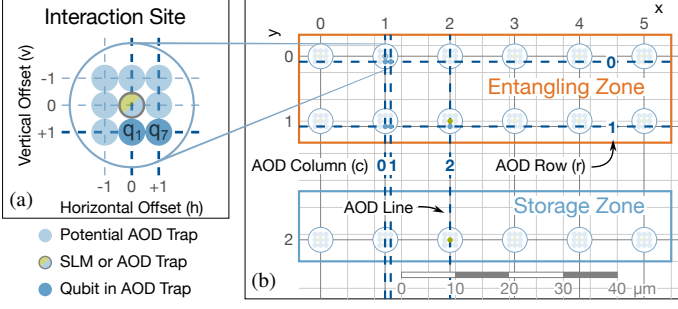 Interaction Site
Vertical Offset (v)
-1
0
+1
q1 q7
-1 0 +1
(a)
Horizontal Offset (h)
Potential AOD Trap
SLM or AOD Trap
Qubit in AOD Trap
x
0 1 2 3 4 5
y
0
0
Entangling Zone
1
1
AOD Column (c) 0 1 2 AOD Row (r)
AOD Line
Storage Zone
2
(b)
0 10 20 30 40 μm